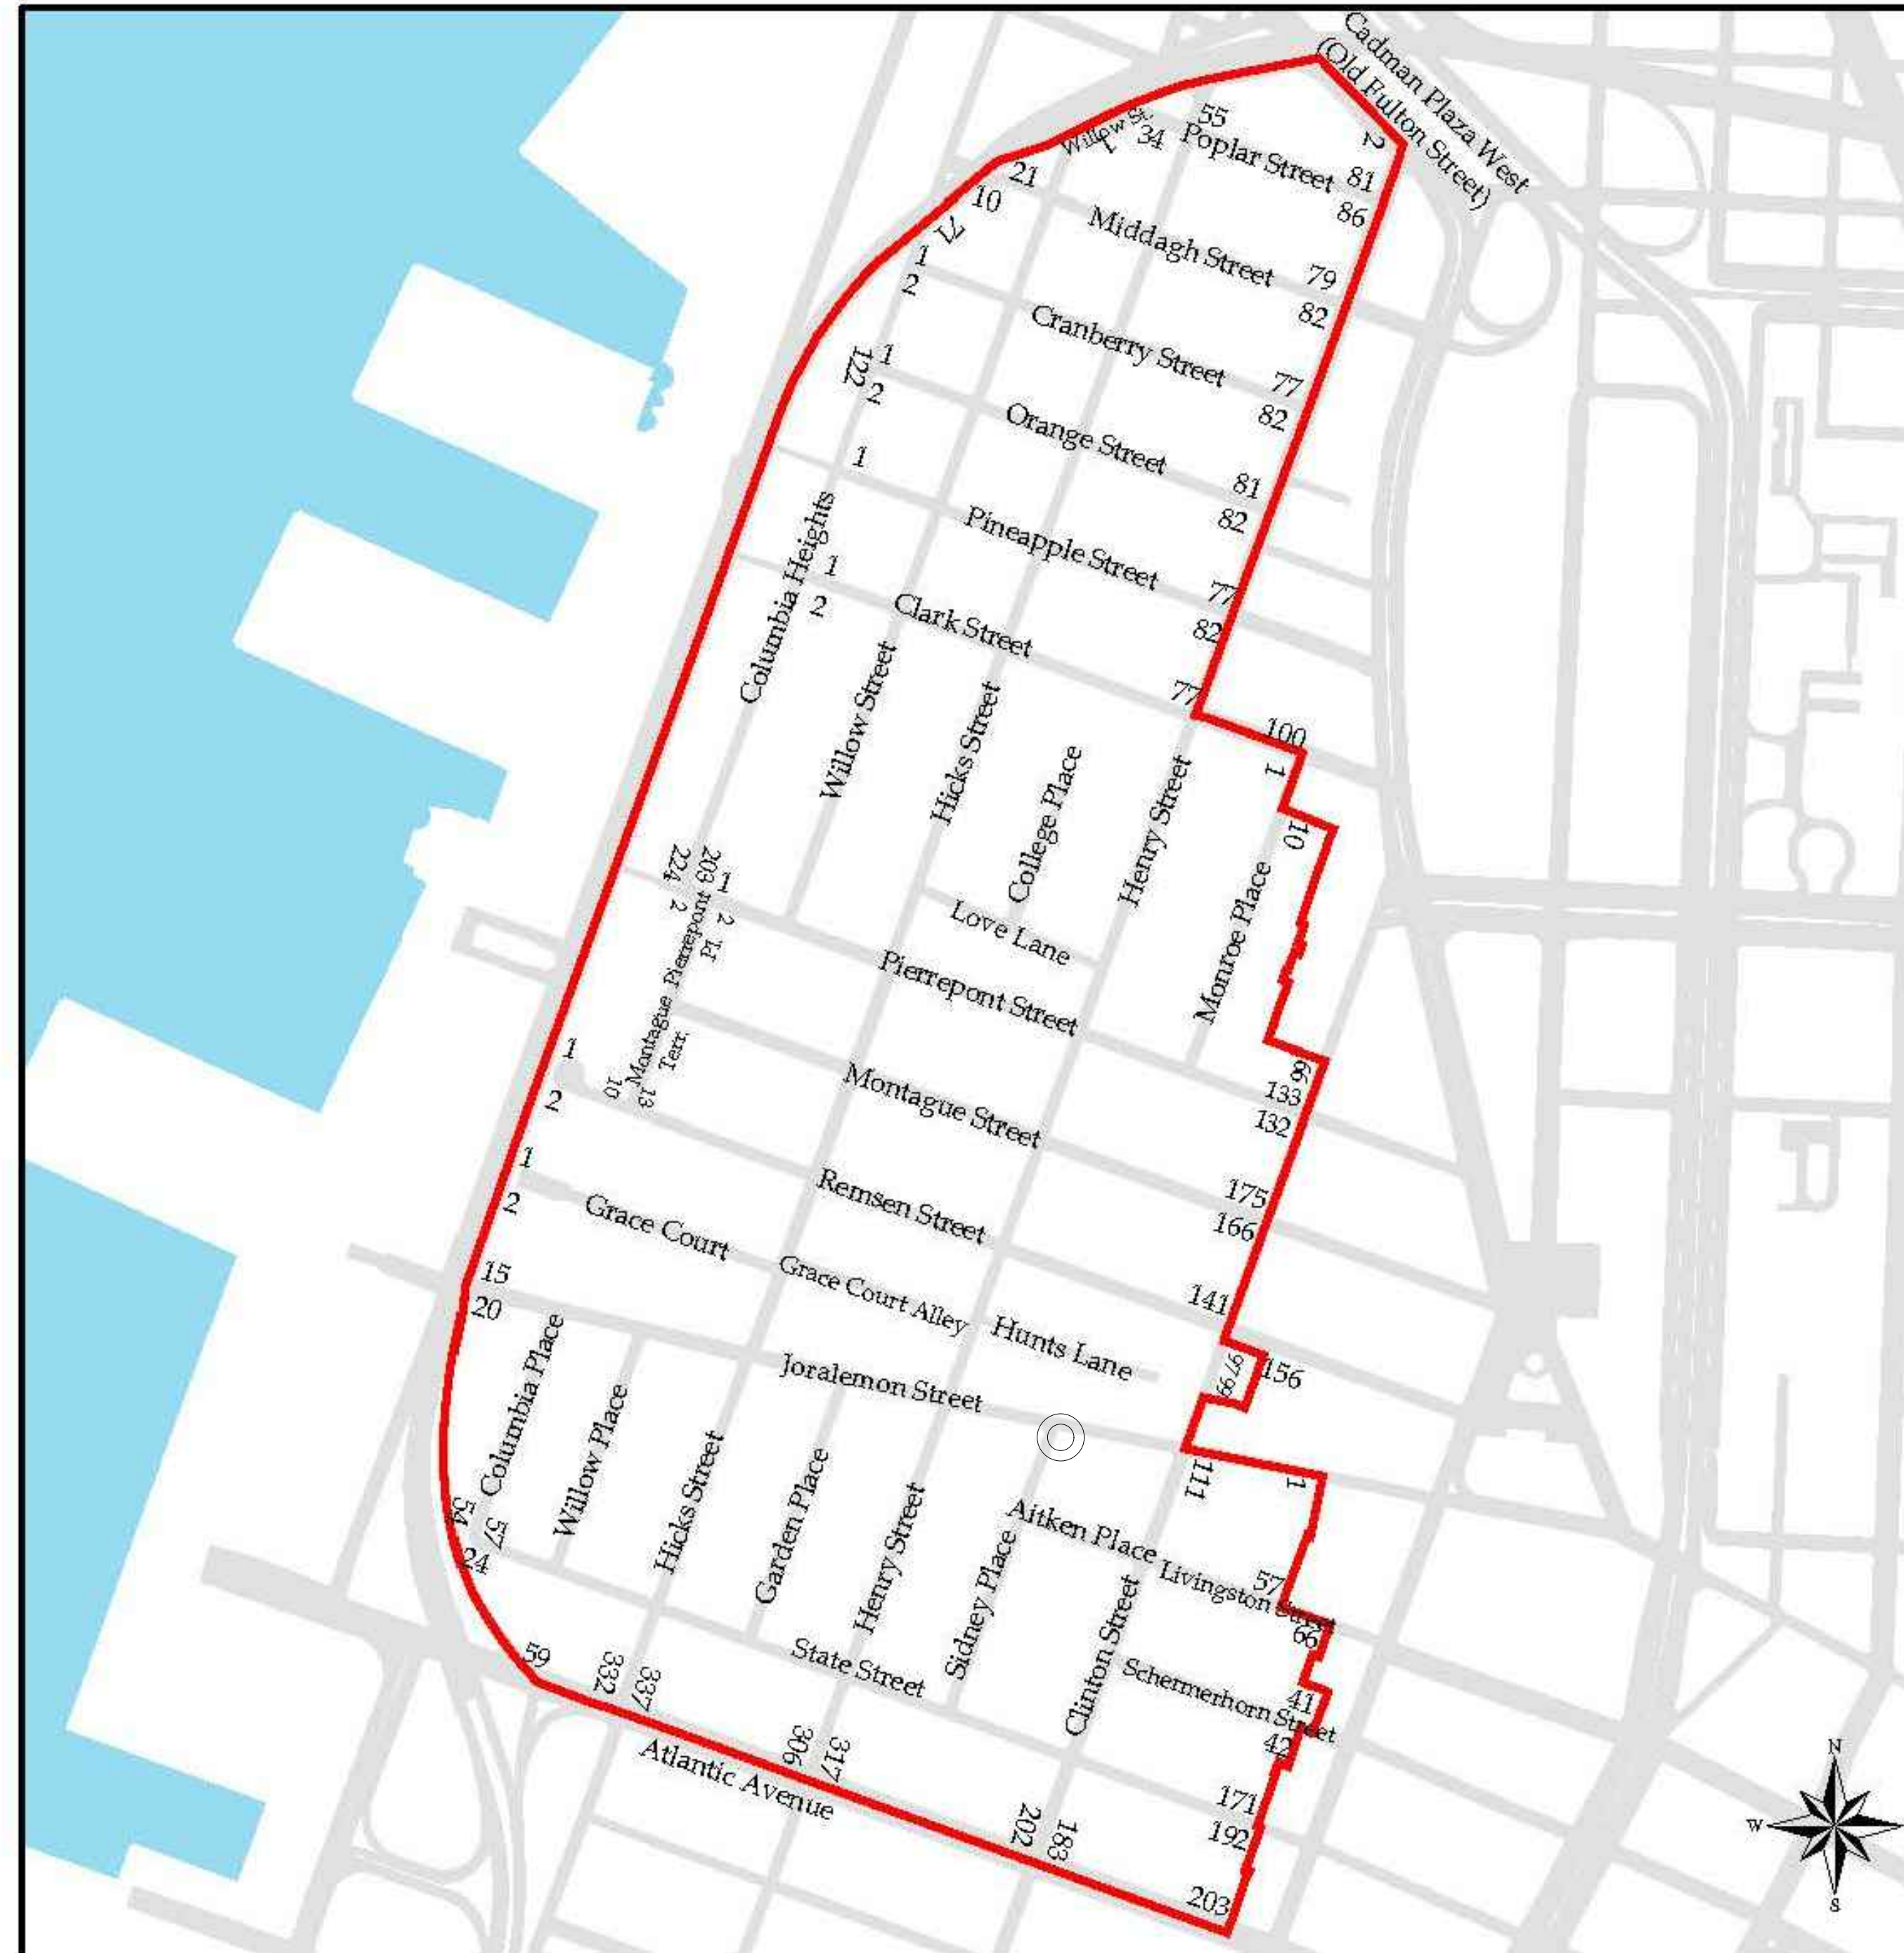 Cadman Plaza West
(Old Fulton Street)
55
2
Willow St.
1
34
Poplar Street
81
86
21
10
71
Middagh Street
79
82
1
2
Cranberry Street
77
82
122
1
2
Orange Street
81
82
1
Pineapple Street
77
82
Columbia Heights
1
2
Clark Street
77
100
1
10
Willow Street
Hicks Street
College Place
Henry Street
Monroe Place
224
203
1
2
2
Pierrepont
Pl
Love Lane
Pierrepont Street
99
133
132
Montague
Terr.
10
13
1
2
Montague Street
175
166
Remsen Street
141
156
97/99
1
2
Grace Court
Grace Court Alley
Hunts Lane
15
20
Joralemon Street
111
1
Columbia Place
Willow Place
Hicks Street
Garden Place
Henry Street
Sidney Place
Aitken Place
Livingston Street
57
66
54
57
24
Clinton Street
Schermerhorn Street
41
42
State Street
59
332
337
306
317
202
183
171
192
203
Atlantic Avenue
N
W
S